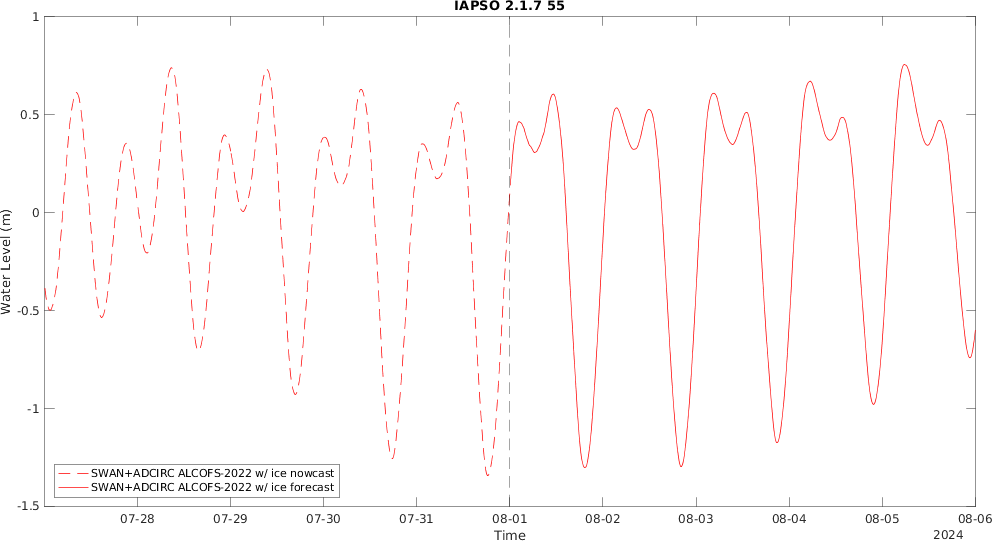 IAPSO 2.1.7 55
1
0.5
0
-0.5
-1
-1.5
Water Level (m)
SWAN+ADCIRC ALCOFS-2022 w/ ice nowcast
SWAN+ADCIRC ALCOFS-2022 w/ ice forecast
07-28 07-29 07-30 07-31 08-01 08-02 08-03 08-04 08-05 08-06
Time
2024